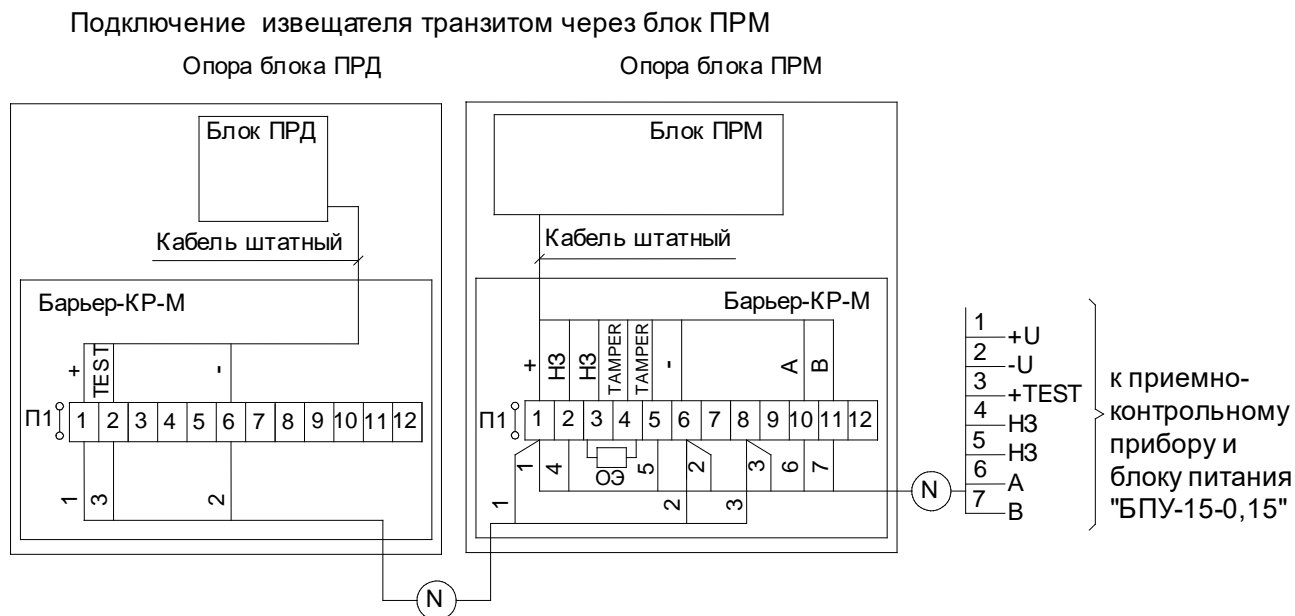 Подключение извещателя транзитом через блок ПРМ
Опора блока ПРД
Опора блока ПРМ
Блок ПРД
Блок ПРМ
Кабель штатный
Кабель штатный
Барьер-КР-М
Барьер-КР-М
+
TEST
-
+
НЗ
НЗ
TAMPER
TAMPER
-
A
B
П1
1 2 3 4 5 6 7 8 9 10 11 12
П1
1 2 3 4 5 6 7 8 9 10 11 12
1
3
2
1
4
ОЭ
5
2
3
6
7
1
2
3
N
N
1
+U
2
-U
3
+TEST
4
НЗ
5
НЗ
6
A
7
B
к приемно-
контрольному
прибору и
блоку питания
"БПУ-15-0,15"